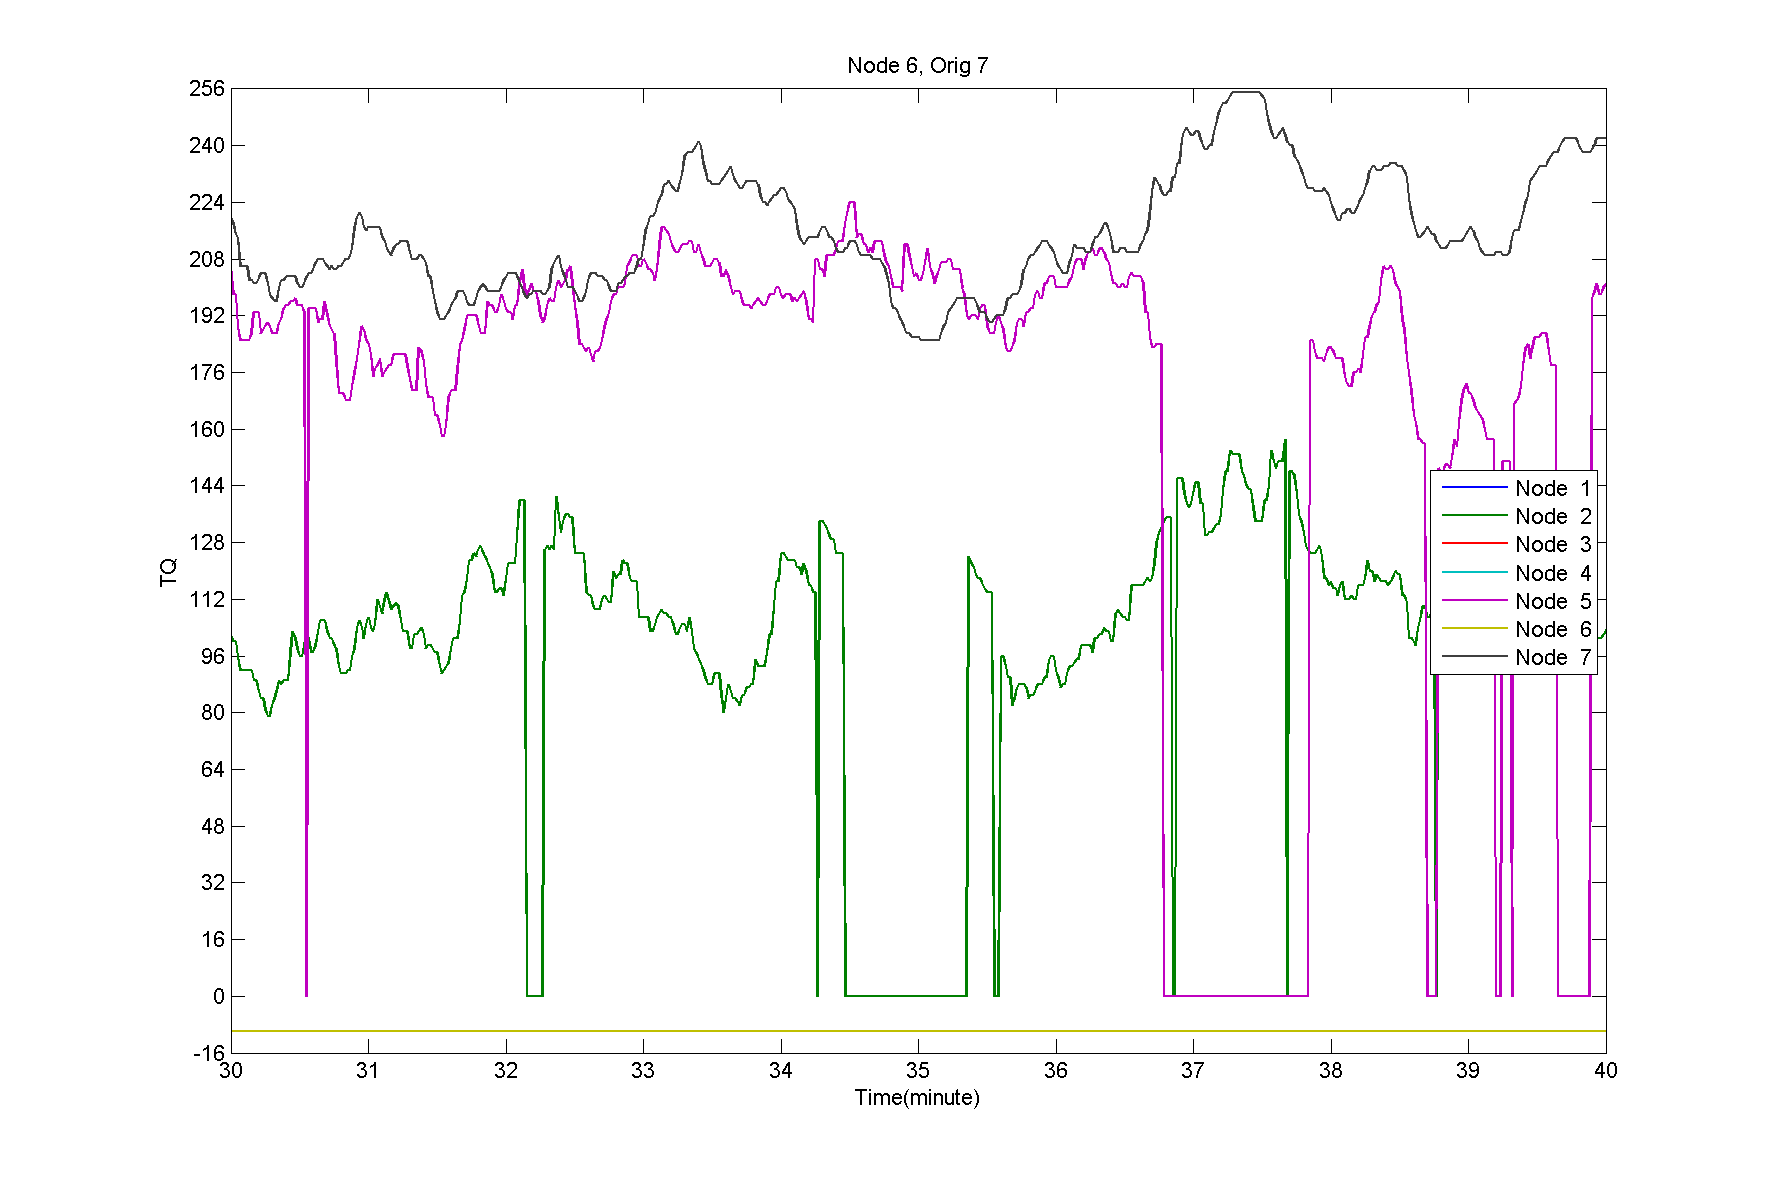 Node 6, Orig 7
256
240
224
208
192
176
160
144
128
112
96
80
64
48
32
16
0
-16
TQ
Node 1
Node 2
Node 3
Node 4
Node 5
Node 6
Node 7
30 31 32 33 34 35 36 37 38 39 40
Time(minute)